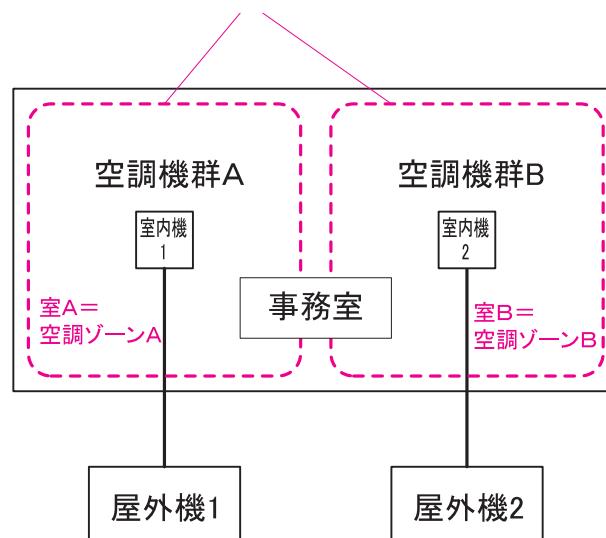 空調機群A
空調機群B
室内機
1
室内機
2
室A=
空調ゾーンA
事務室
室B=
空調ゾーンB
屋外機1
屋外機2